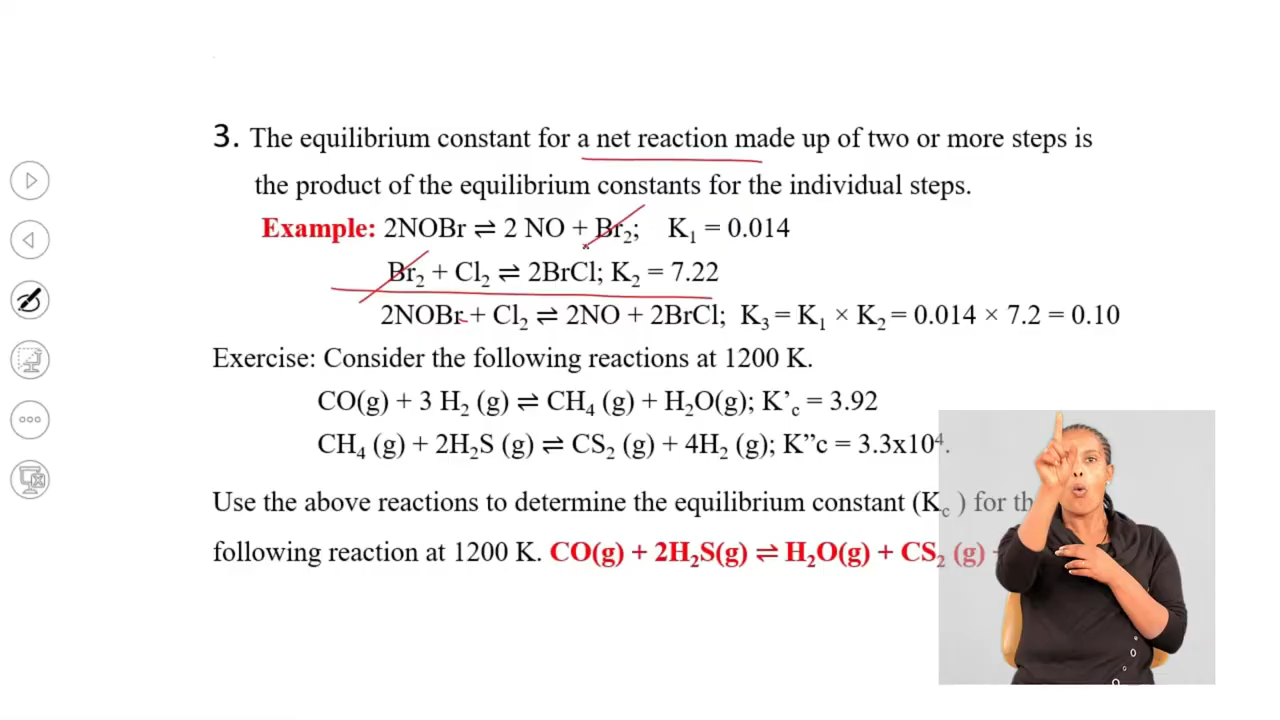 3. The equilibrium constant for a net reaction made up of two or more steps is
the product of the equilibrium constants for the individual steps.
Example: 2NOBr ⇌ 2 NO + Br₂; K₁ = 0.014
Br₂ + Cl₂ ⇌ 2BrCl; K₂ = 7.22
2NOBr + Cl₂ ⇌ 2NO + 2BrCl; K₃ = K₁ × K₂ = 0.014 × 7.2 = 0.10
Exercise: Consider the following reactions at 1200 K.
CO(g) + 3 H₂ (g) ⇌ CH₄ (g) + H₂O(g); K’c = 3.92
CH₄ (g) + 2H₂S (g) ⇌ CS₂ (g) + 4H₂ (g); K”c = 3.3x10⁴.
Use the above reactions to determine the equilibrium constant (Kc ) for
following reaction at 1200 K. CO(g) + 2H₂S(g) ⇌ H₂O(g) + CS₂ (g)